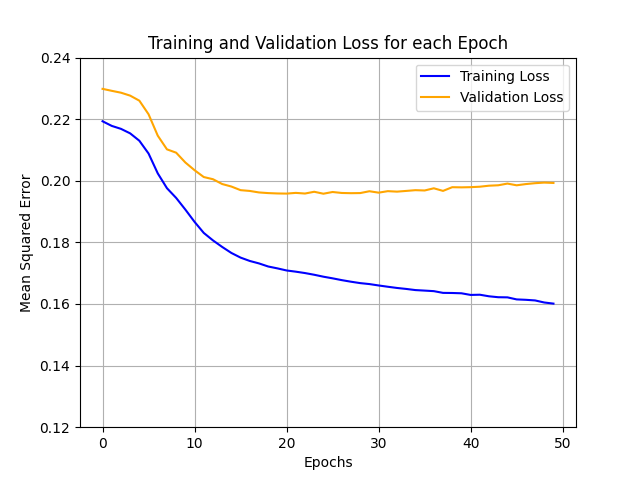 Training and Validation Loss for each Epoch
Training Loss
Validation Loss
Mean Squared Error
0.24
0.22
0.20
0.18
0.16
0.14
0.12
0 10 20 30 40 50
Epochs